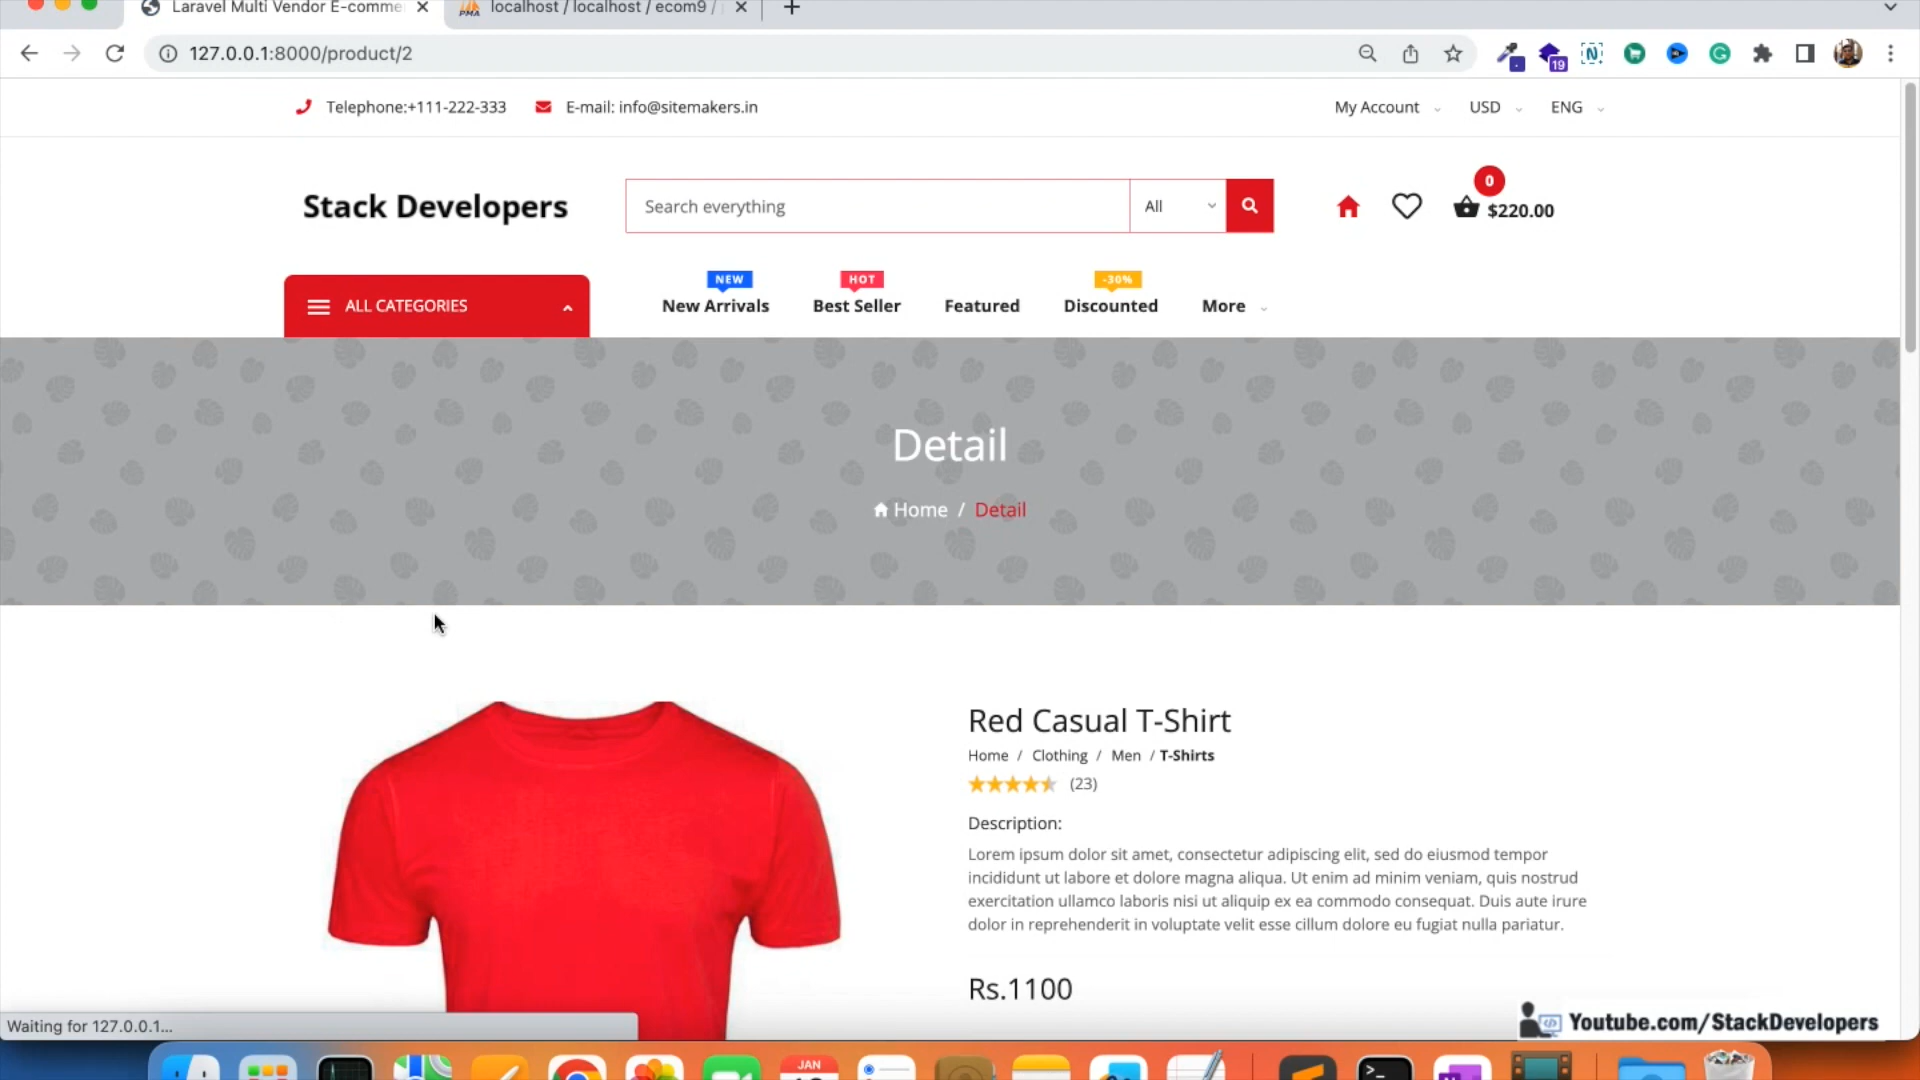 Laravel Multi Vendor E-comme
localhost / localhost / ecom9 /
127.0.0.1:8000/product/2
19
Telephone:+111-222-333
E-mail: info@sitemakers.in
My Account
USD
ENG
Stack Developers
Search everything
All
0
$220.00
ALL CATEGORIES
NEW
New Arrivals
HOT
Best Seller
Featured
-30%
Discounted
More
Detail
Home / Detail
Red Casual T-Shirt
Home / Clothing / Men / T-Shirts
(23)
Description:
Lorem ipsum dolor sit amet, consectetur adipiscing elit, sed do eiusmod tempor
incididunt ut labore et dolore magna aliqua. Ut enim ad minim veniam, quis nostrud
exercitation ullamco laboris nisi ut aliquip ex ea commodo consequat. Duis aute irure
dolor in reprehenderit in voluptate velit esse cillum dolore eu fugiat nulla pariatur.
Rs.1100
Waiting for 127.0.0.1...
Youtube.com/StackDevelopers
JAN